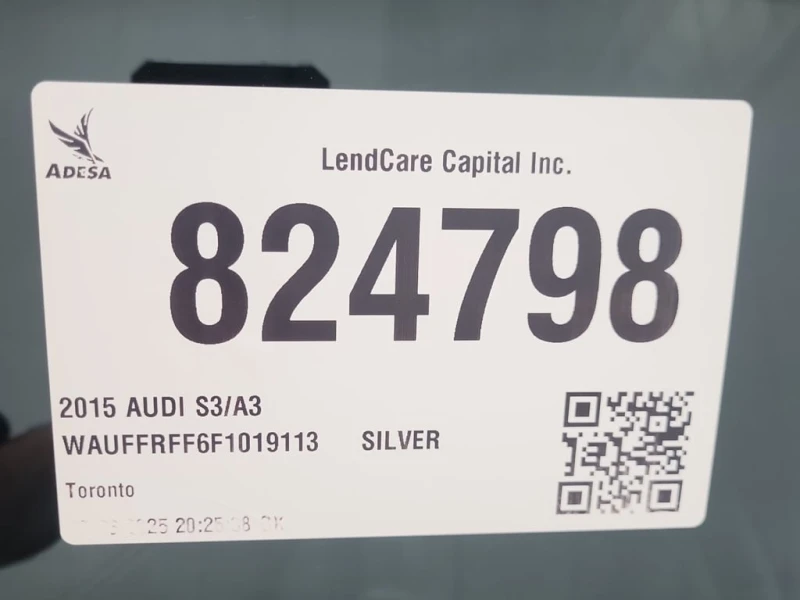 ADESA
LendCare Capital Inc.
824798
2015 AUDI S3/A3
WAUFFRFF6F1019113 SILVER
Toronto